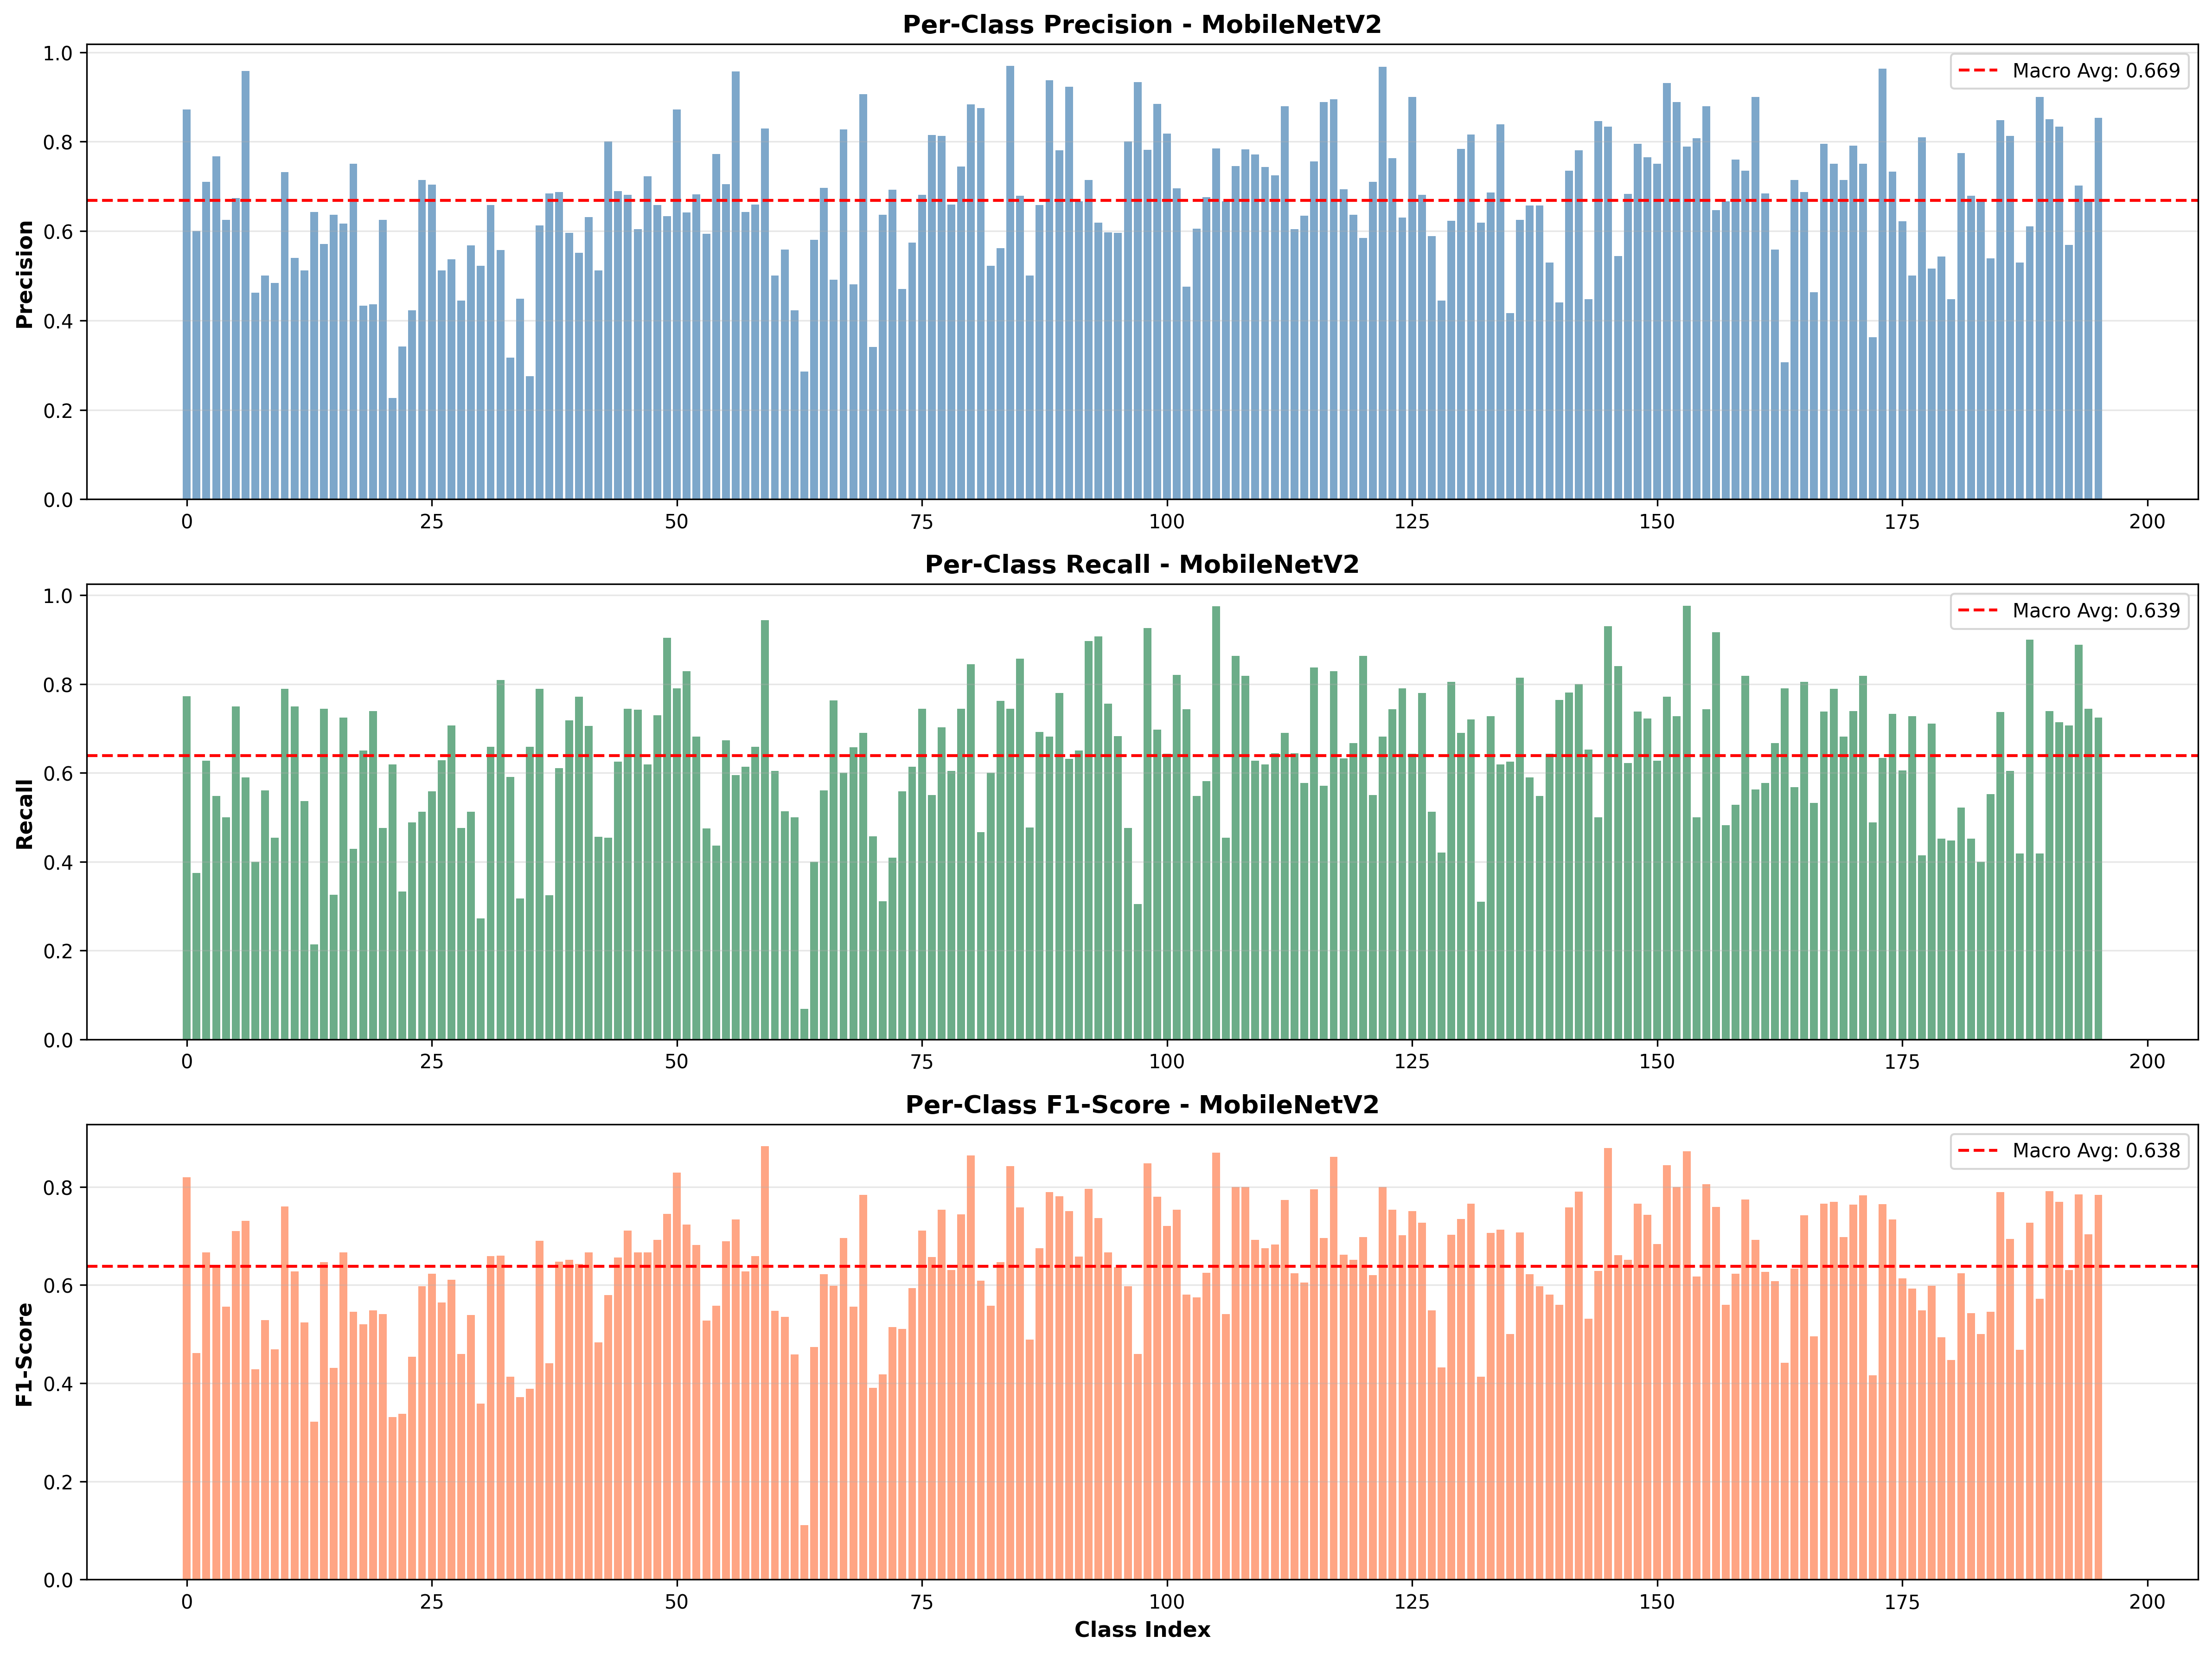 Per-Class Precision - MobileNetV2
Macro Avg: 0.669
Precision
1.0
0.8
0.6
0.4
0.2
0.0
0 25 50 75 100 125 150 175 200
Per-Class Recall - MobileNetV2
Macro Avg: 0.639
Recall
1.0
0.8
0.6
0.4
0.2
0.0
0 25 50 75 100 125 150 175 200
Per-Class F1-Score - MobileNetV2
Macro Avg: 0.638
F1-Score
0.8
0.6
0.4
0.2
0.0
0 25 50 75 100 125 150 175 200
Class Index